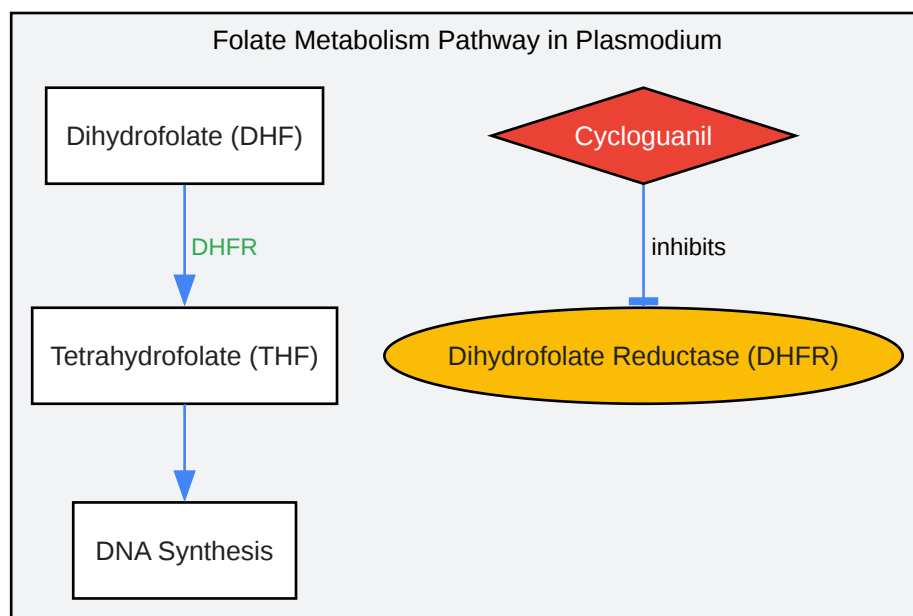 Folate Metabolism Pathway in Plasmodium
Dihydrofolate (DHF)
Cycloguanil
DHFR
inhibits
Tetrahydrofolate (THF)
Dihydrofolate Reductase (DHFR)
DNA Synthesis